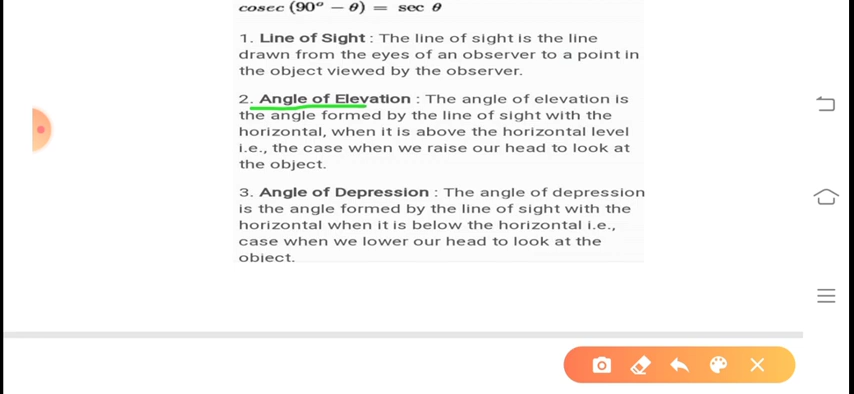 cosec (90° − θ) = sec θ
1. Line of Sight : The line of sight is the line
drawn from the eyes of an observer to a point in
the object viewed by the observer.
2. Angle of Elevation : The angle of elevation is
the angle formed by the line of sight with the
horizontal, when it is above the horizontal level
i.e., the case when we raise our head to look at
the object.
3. Angle of Depression : The angle of depression
is the angle formed by the line of sight with the
horizontal when it is below the horizontal i.e.,
case when we lower our head to look at the
object.